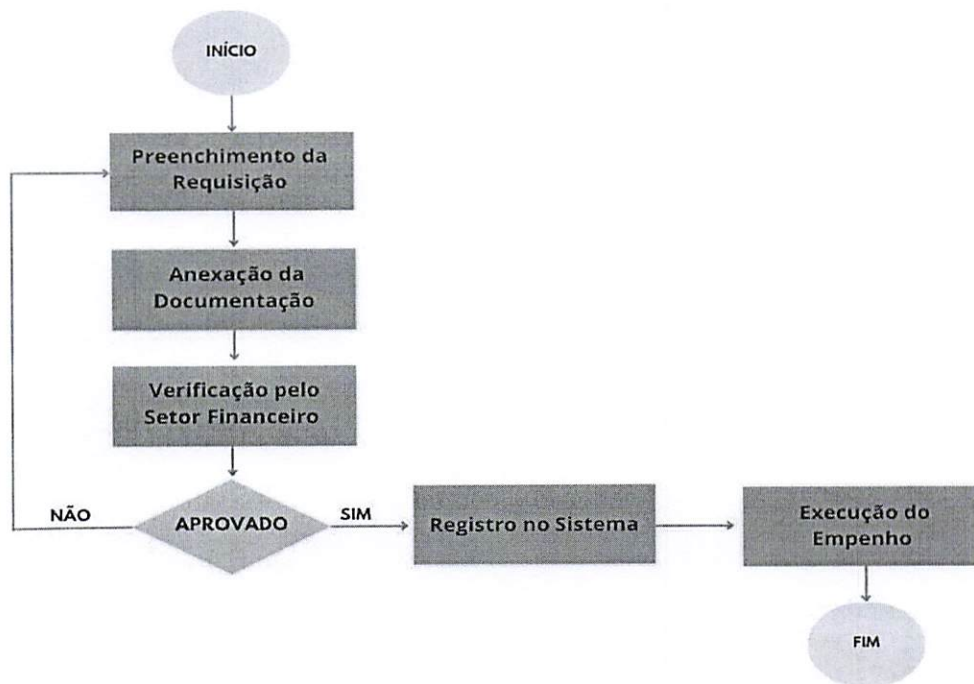 INÍCIO
Preenchimento da
Requisição
Anexação da
Documentação
Verificação pelo
Setor Financeiro
NÃO
APROVADO
SIM
Registro no Sistema
Execução do
Empenho
FIM